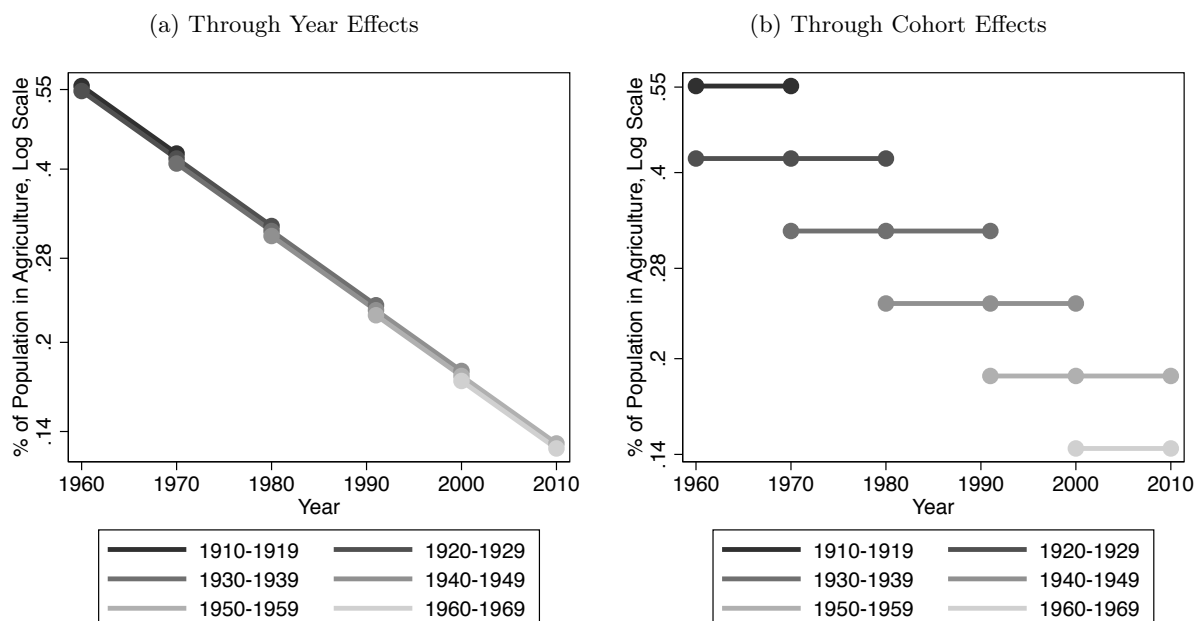 (a) Through Year Effects
% of Population in Agriculture, Log Scale
.55
.4
.28
.2
.14
1960 1970 1980 1990 2000 2010
Year
1910-1919 1920-1929
1930-1939 1940-1949
1950-1959 1960-1969
(b) Through Cohort Effects
% of Population in Agriculture, Log Scale
.55
.4
.28
.2
.14
1960 1970 1980 1990 2000 2010
Year
1910-1919 1920-1929
1930-1939 1940-1949
1950-1959 1960-1969